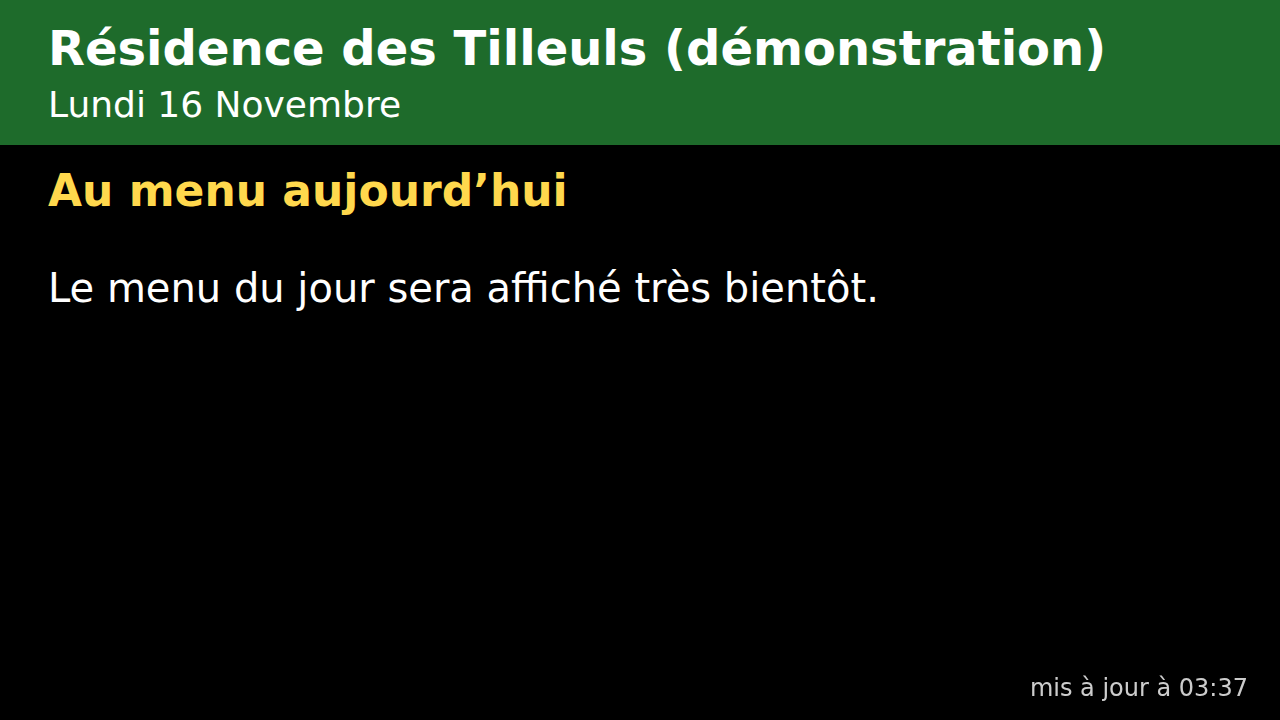 Résidence des Tilleuls (démonstration)
Lundi 16 Novembre
Au menu aujourd’hui
Le menu du jour sera affiché très bientôt.
mis à jour à 03:37